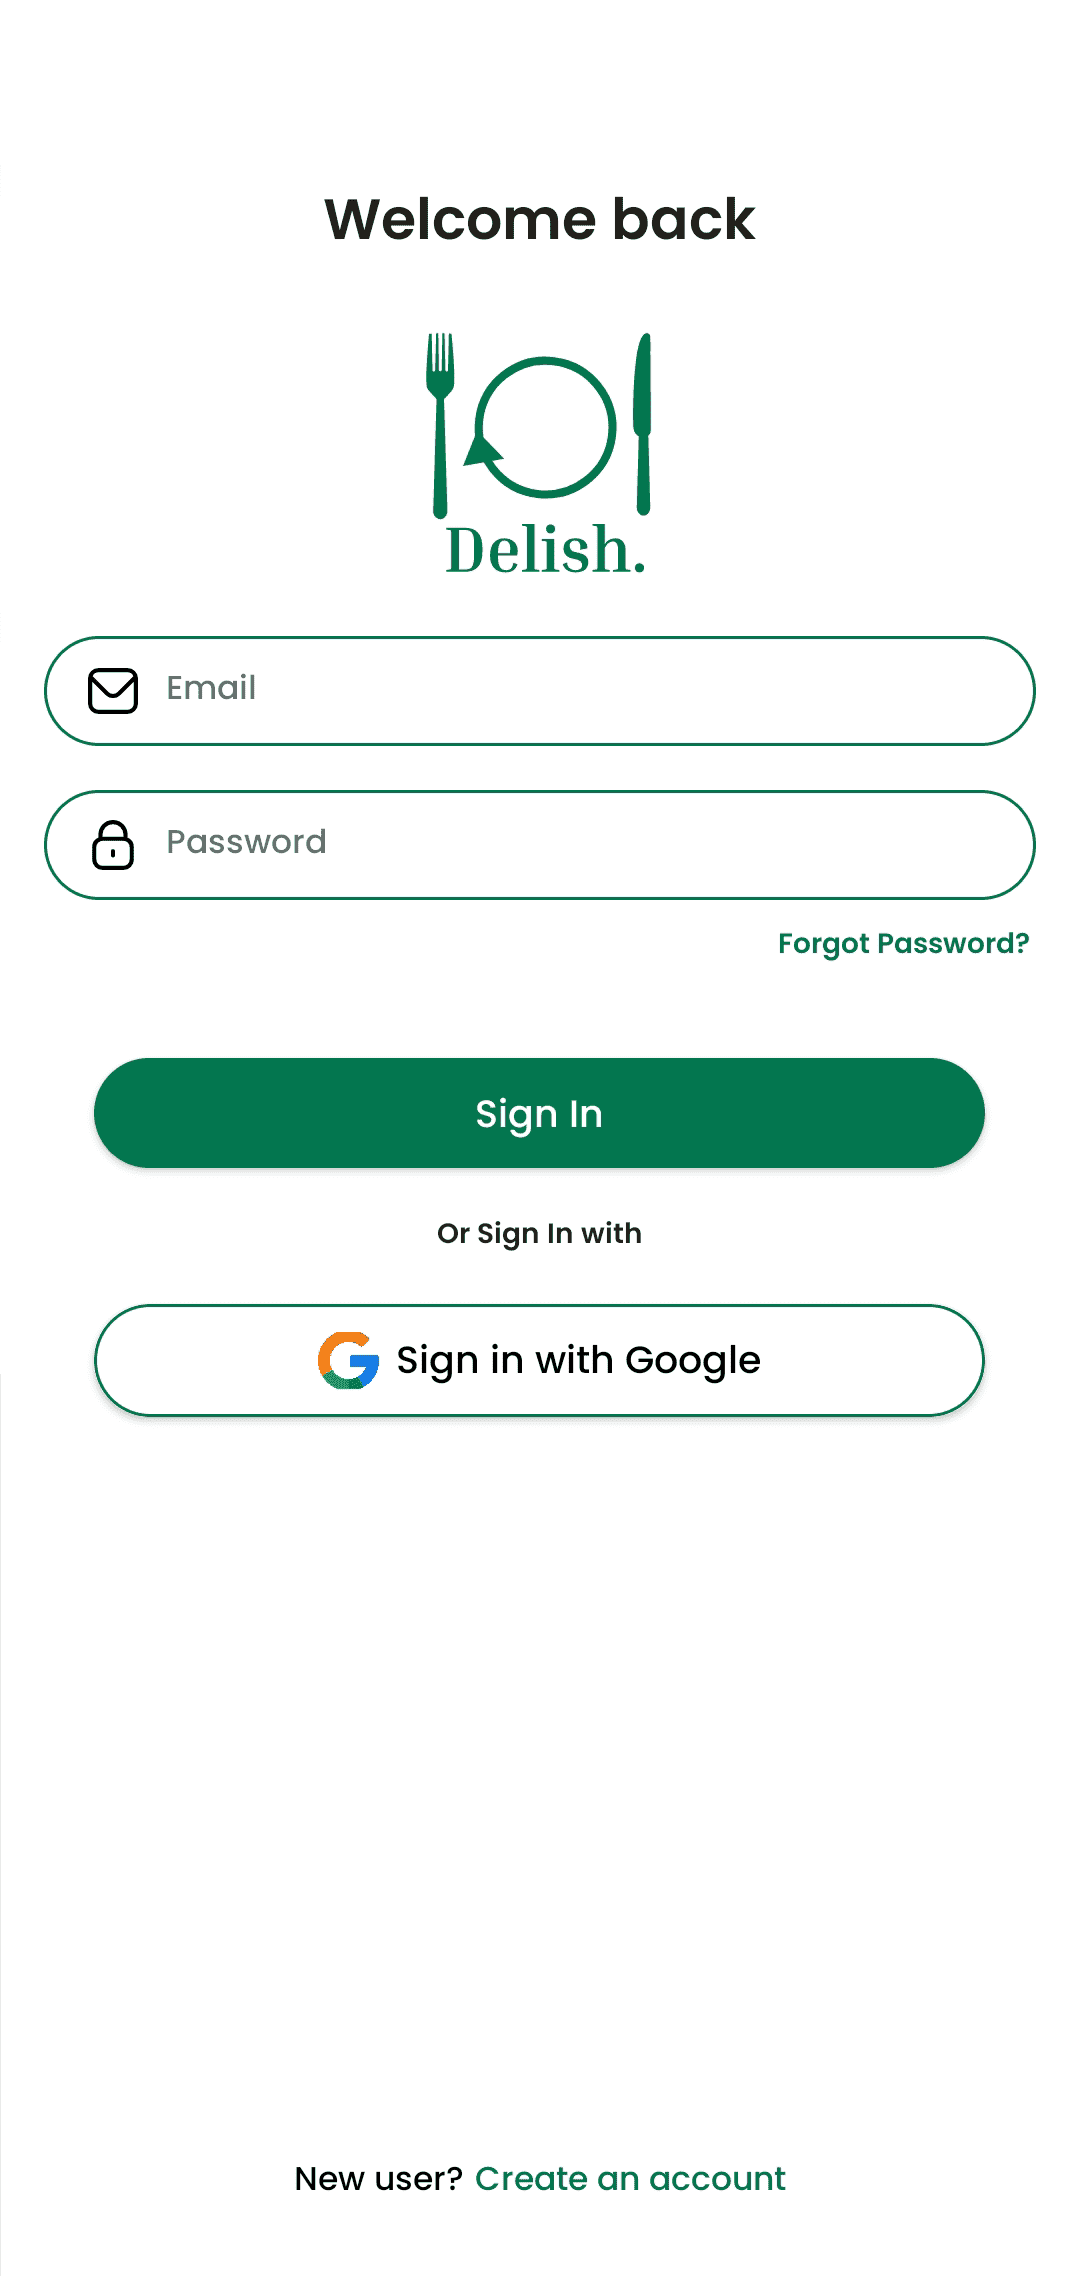 Welcome back
Delish.
Email
Password
Forgot Password?
Sign In
Or Sign In with
Sign in with Google
New user? Create an account